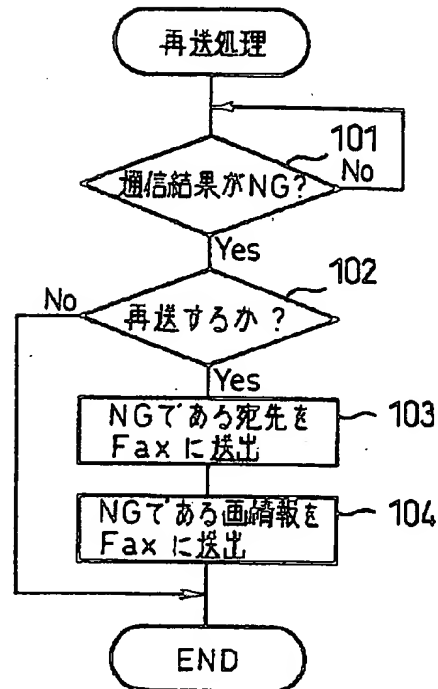 再送処理
101
通信結果がNG?
No
Yes
102
No
再送するか?
Yes
NGである宛先を
Faxに送出
103
NGである画情報を
Faxに送出
104
END